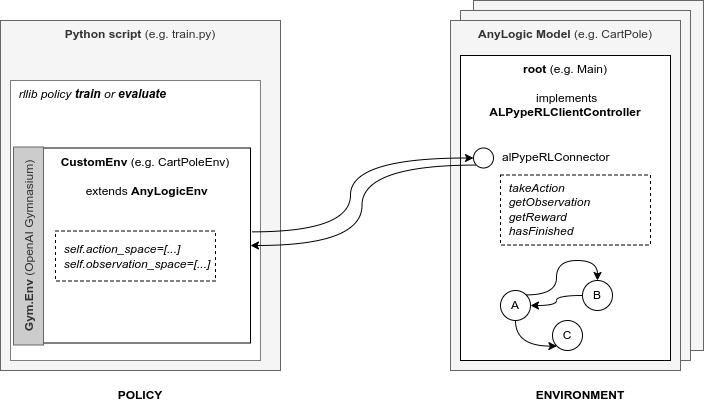 Python script (e.g. train.py)
rllib policy train or evaluate
Gym.Env (OpenAI Gymnasium)
CustomEnv (e.g. CartPoleEnv)
extends AnyLogicEnv
self.action_space=[...]
self.observation_space=[...]
POLICY
AnyLogic Model (e.g. CartPole)
root (e.g. Main)
implements
ALPypeRLClientController
alPypeRLConnector
takeAction
getObservation
getReward
hasFinished
A
B
C
ENVIRONMENT